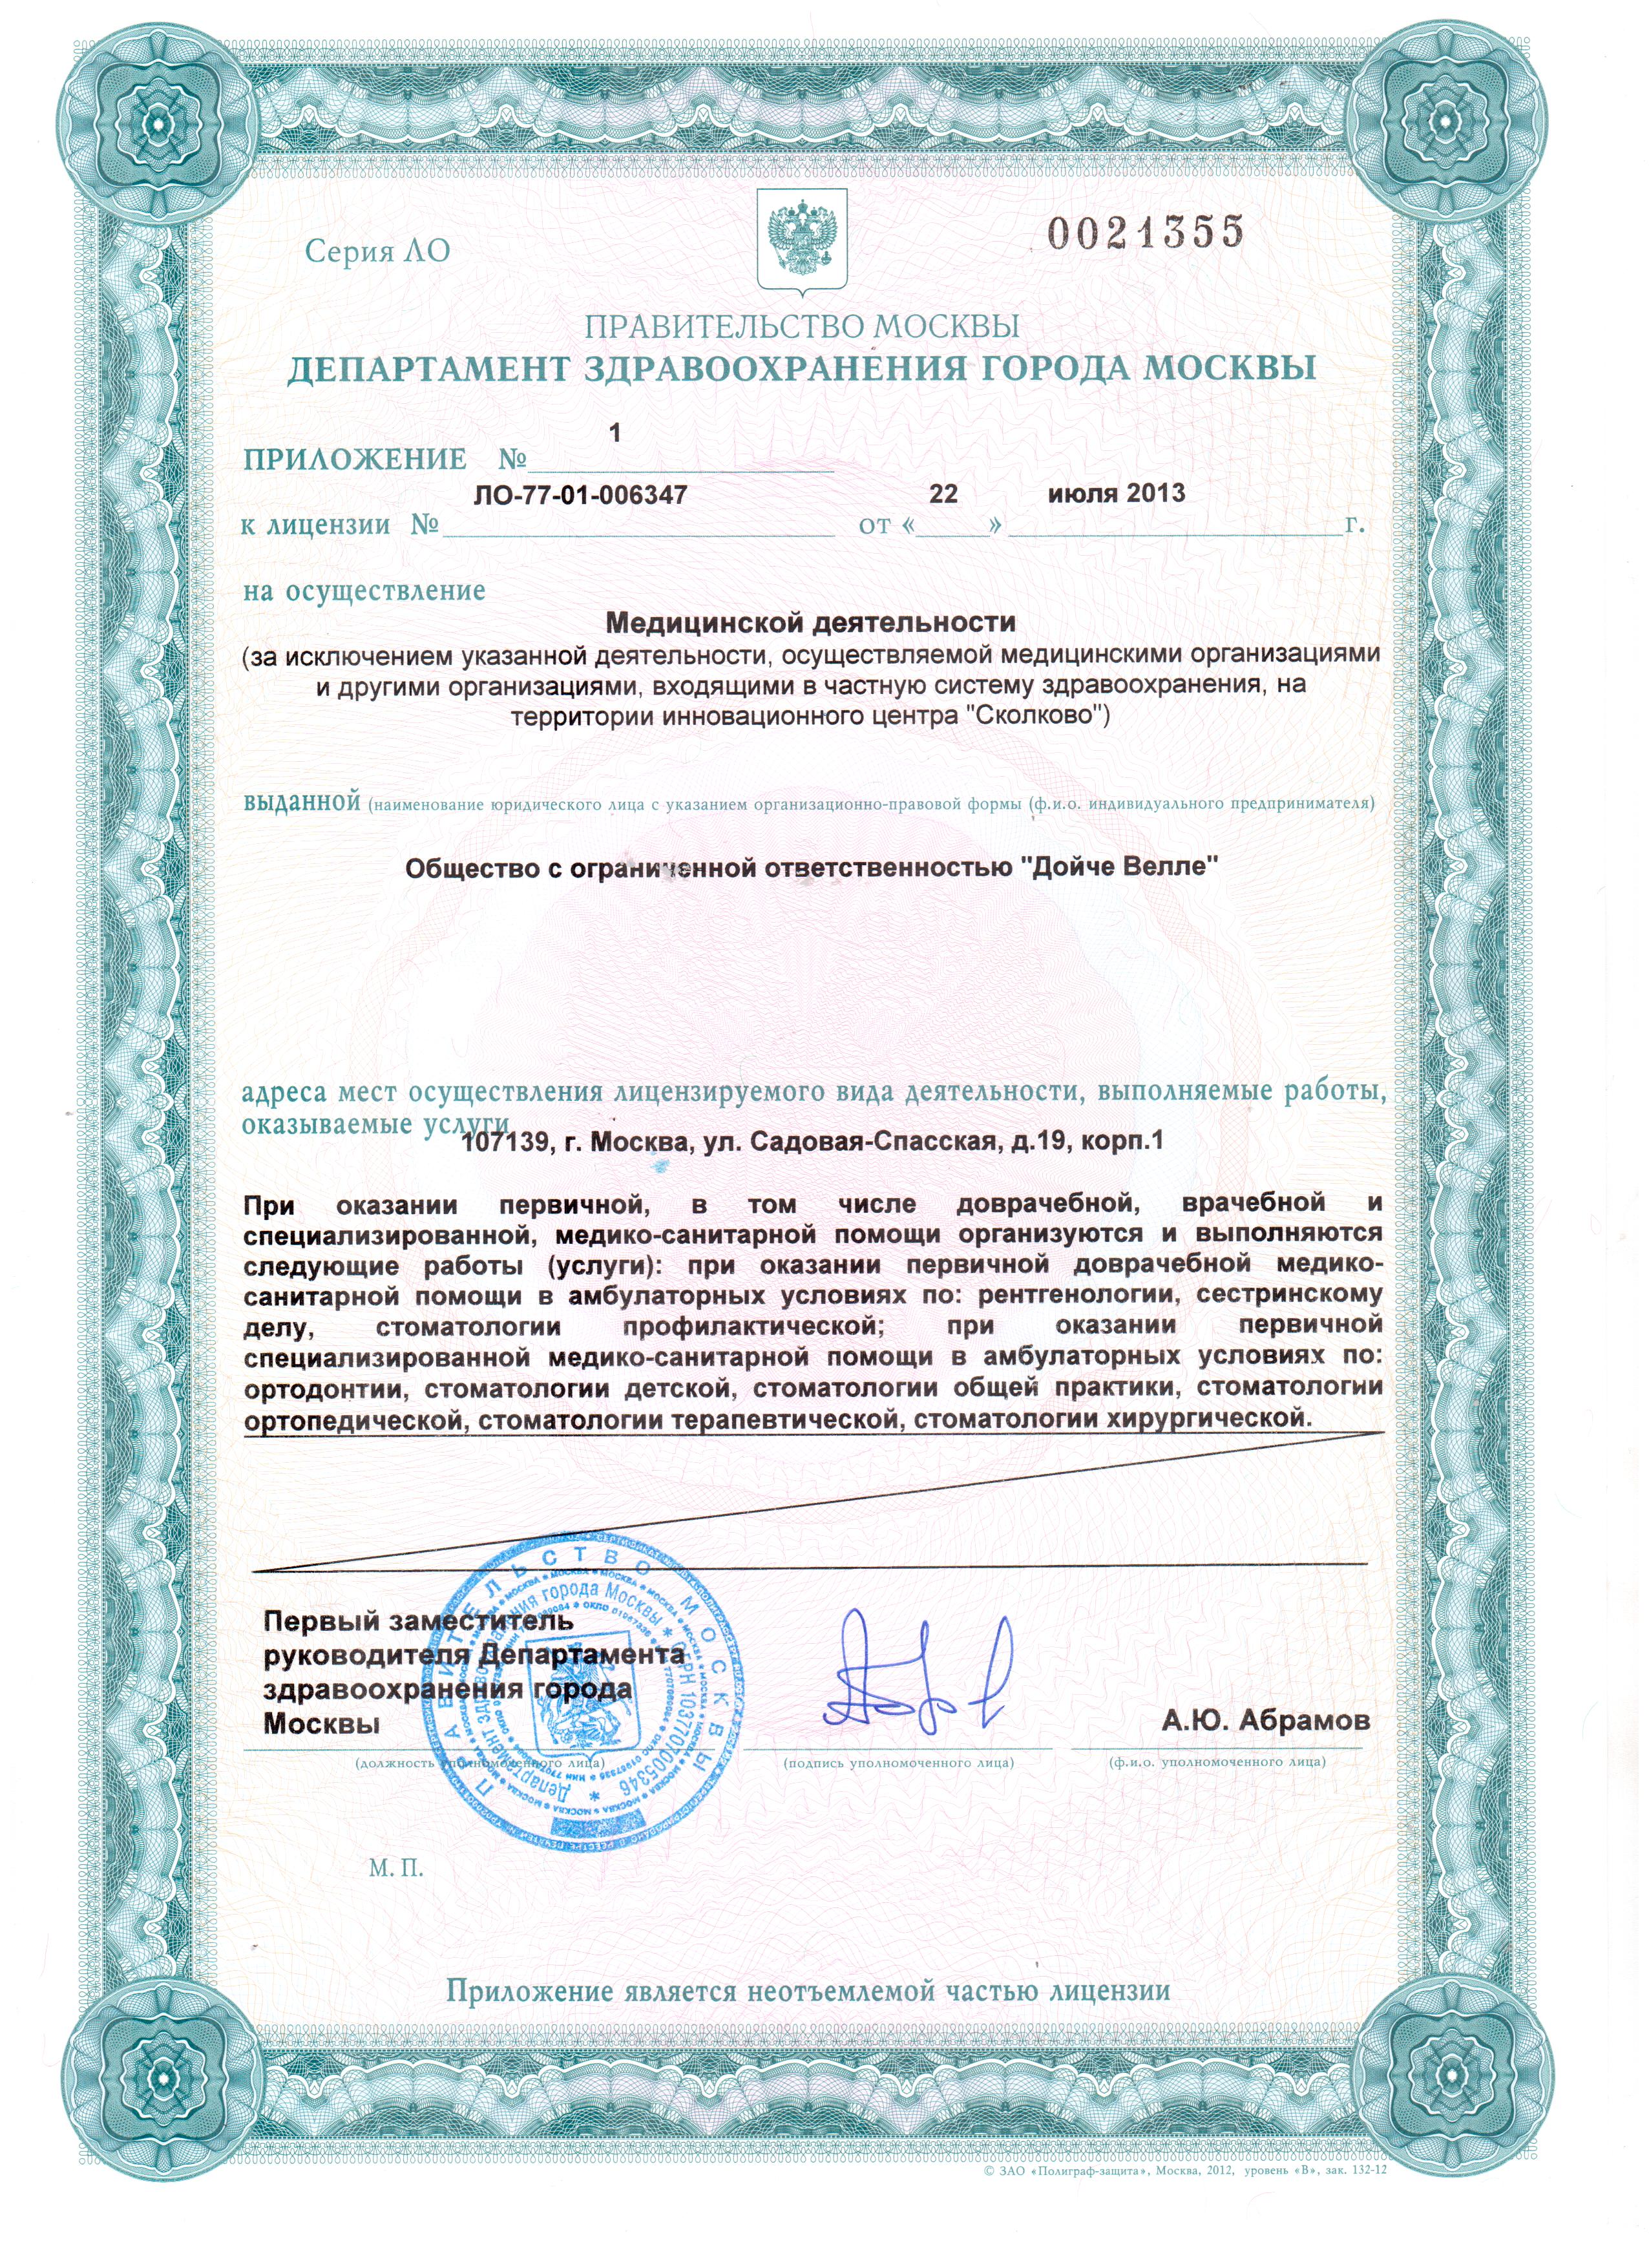 Серия ЛО
0021355
ПРАВИТЕЛЬСТВО МОСКВЫ
ДЕПАРТАМЕНТ ЗДРАВООХРАНЕНИЯ ГОРОДА МОСКВЫ
ПРИЛОЖЕНИЕ № 1
к лицензии № ЛО-77-01-006347 от « 22 » июля 2013 г.
на осуществление
Медицинской деятельности
(за исключением указанной деятельности, осуществляемой медицинскими организациями
и другими организациями, входящими в частную систему здравоохранения, на
территории инновационного центра "Сколково")
выданной (наименование юридического лица с указанием организационно-правовой формы (ф.и.о. индивидуального предпринимателя)
Общество с ограниченной ответственностью "Дойче Велле"
адреса мест осуществления лицензируемого вида деятельности, выполняемые работы,
оказываемые услуги
107139, г. Москва, ул. Садовая-Спасская, д.19, корп.1
При оказании первичной, в том числе доврачебной, врачебной и
специализированной, медико-санитарной помощи организуются и выполняются
следующие работы (услуги): при оказании первичной доврачебной медико-
санитарной помощи в амбулаторных условиях по: рентгенологии, сестринскому
делу, стоматологии профилактической; при оказании первичной
специализированной медико-санитарной помощи в амбулаторных условиях по:
ортодонтии, стоматологии детской, стоматологии общей практики, стоматологии
ортопедической, стоматологии терапевтической, стоматологии хирургической.
Первый заместитель
руководителя Департамента
здравоохранения города
Москвы
А.Ю. Абрамов
(должность уполномоченного лица)
(подпись уполномоченного лица)
(ф.и.о. уполномоченного лица)
ПРАВИТЕЛЬСТВО МОСКВЫ
Департамент здравоохранения города Москвы * ОГРН 1037707005346 *
М. П.
Приложение является неотъемлемой частью лицензии
© ЗАО «Полиграф-защита», Москва, 2012, уровень «В», зак. 132-12